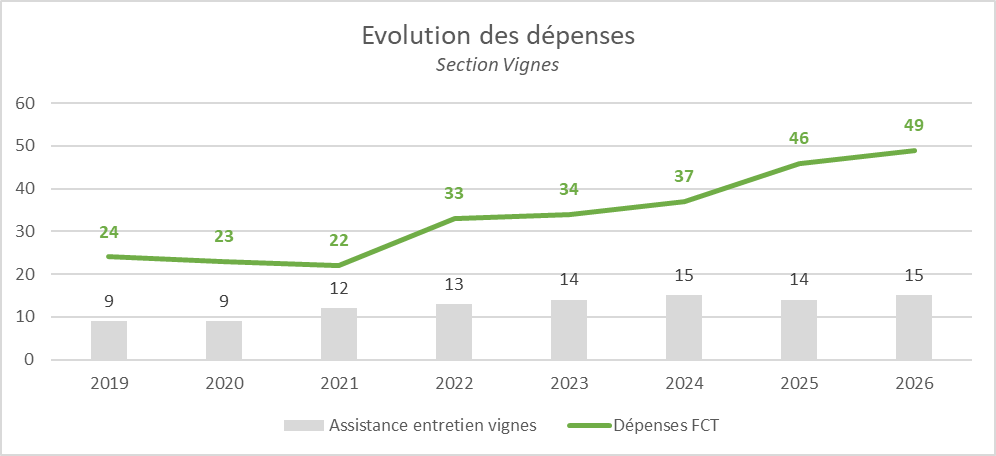 Evolution des dépenses
Section Vignes
60
50
40
30
20
10
0
24 23 22 33 34 37 46 49
9 9 12 13 14 15 14 15
2019 2020 2021 2022 2023 2024 2025 2026
Assistance entretien vignes Dépenses FCT